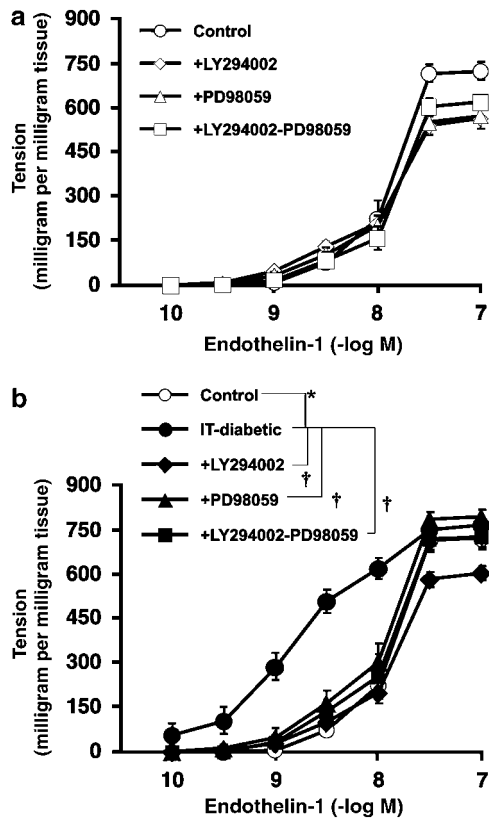 a
Control
+LY294002
+PD98059
+LY294002-PD98059
Tension
(milligram per milligram tissue)
900
750
600
450
300
150
0
10
9
8
7
Endothelin-1 (-log M)
b
Control
*
IT-diabetic
+LY294002
†
+PD98059
†
+LY294002-PD98059
†
Tension
(milligram per milligram tissue)
900
750
600
450
300
150
0
10
9
8
7
Endothelin-1 (-log M)